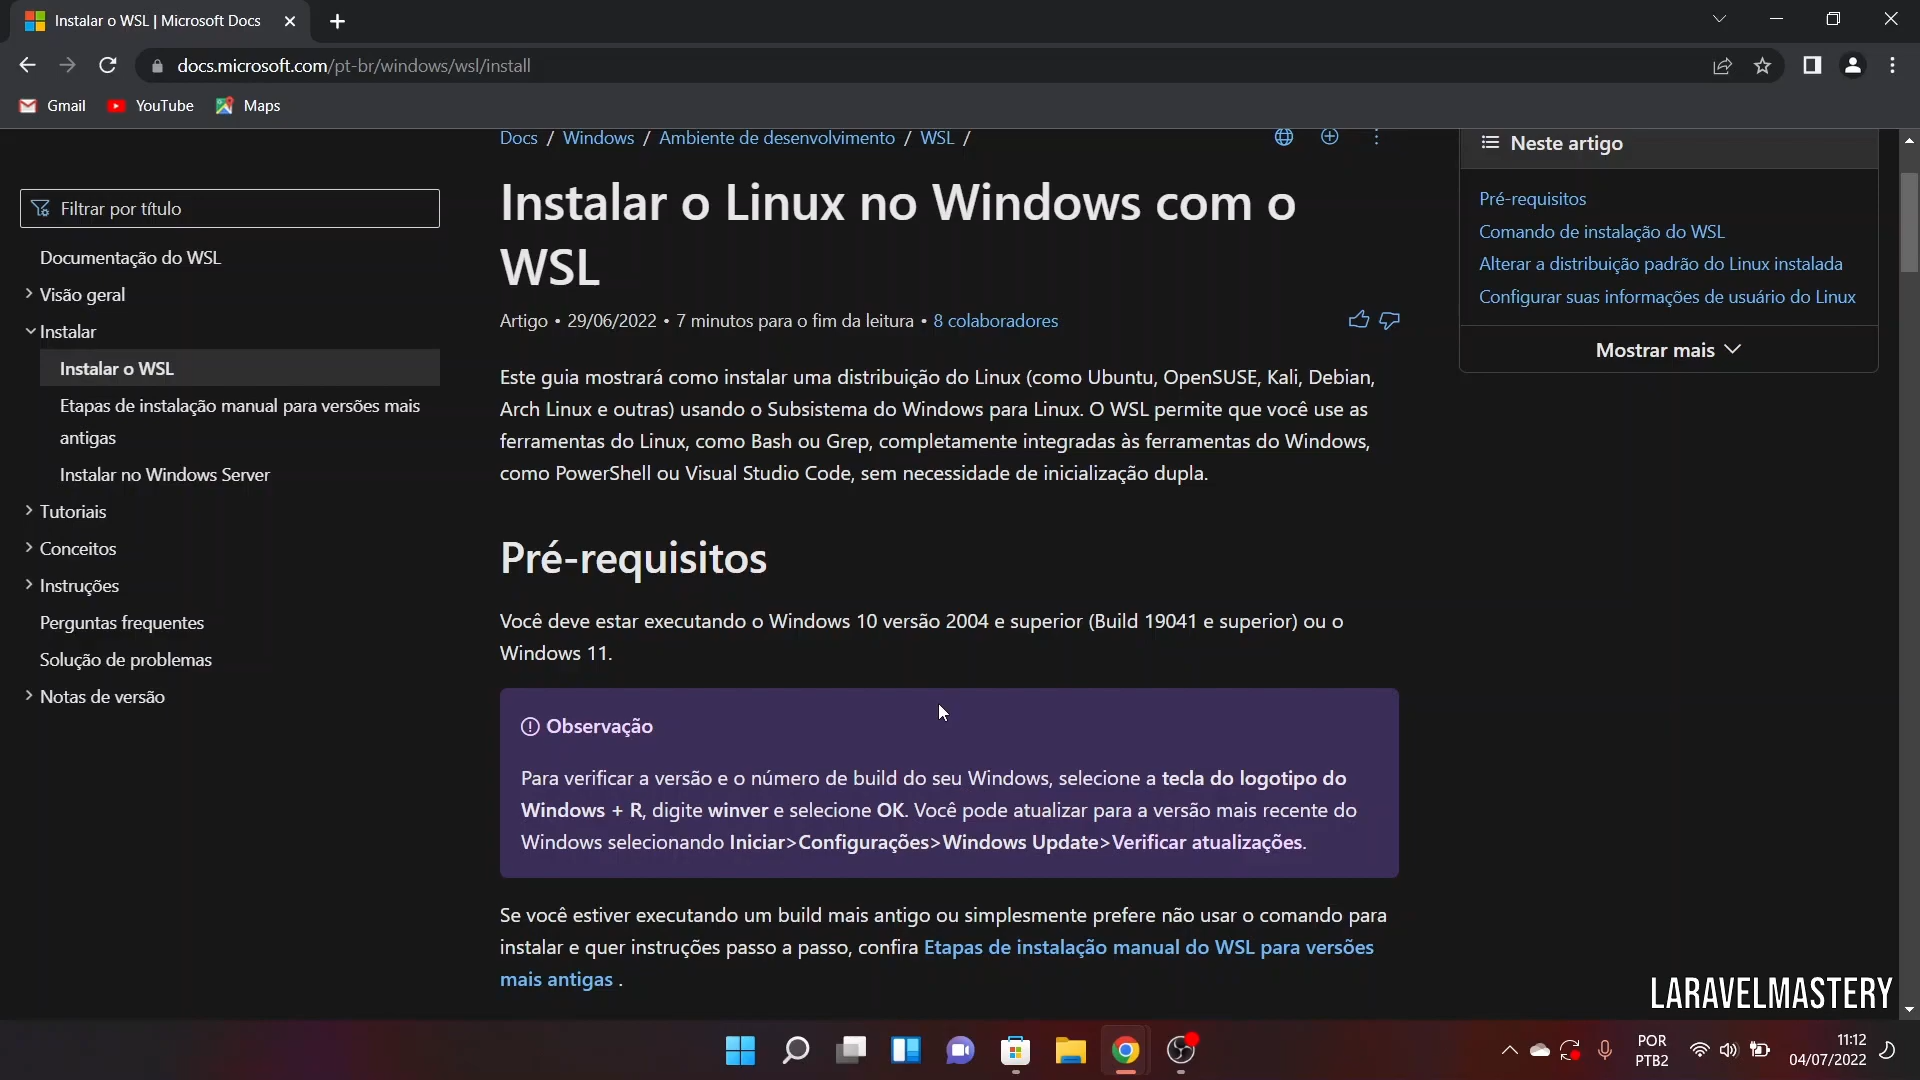 Instalar o WSL | Microsoft Docs
docs.microsoft.com/pt-br/windows/wsl/install
Gmail
YouTube
Maps
Docs / Windows / Ambiente de desenvolvimento / WSL /
Filtrar por título
Documentação do WSL
Visão geral
Instalar
Instalar o WSL
Etapas de instalação manual para versões mais
antigas
Instalar no Windows Server
Tutoriais
Conceitos
Instruções
Perguntas frequentes
Solução de problemas
Notas de versão
Instalar o Linux no Windows com o
WSL
Artigo • 29/06/2022 • 7 minutos para o fim da leitura • 8 colaboradores
Este guia mostrará como instalar uma distribuição do Linux (como Ubuntu, OpenSUSE, Kali, Debian,
Arch Linux e outras) usando o Subsistema do Windows para Linux. O WSL permite que você use as
ferramentas do Linux, como Bash ou Grep, completamente integradas às ferramentas do Windows,
como PowerShell ou Visual Studio Code, sem necessidade de inicialização dupla.
Pré-requisitos
Você deve estar executando o Windows 10 versão 2004 e superior (Build 19041 e superior) ou o
Windows 11.
Observação
Para verificar a versão e o número de build do seu Windows, selecione a tecla do logotipo do
Windows + R, digite winver e selecione OK. Você pode atualizar para a versão mais recente do
Windows selecionando Iniciar>Configurações>Windows Update>Verificar atualizações.
Se você estiver executando um build mais antigo ou simplesmente prefere não usar o comando para
instalar e quer instruções passo a passo, confira Etapas de instalação manual do WSL para versões
mais antigas .
Neste artigo
Pré-requisitos
Comando de instalação do WSL
Alterar a distribuição padrão do Linux instalada
Configurar suas informações de usuário do Linux
Mostrar mais
LARAVELMASTERY
POR
PTB2
11:12
04/07/2022